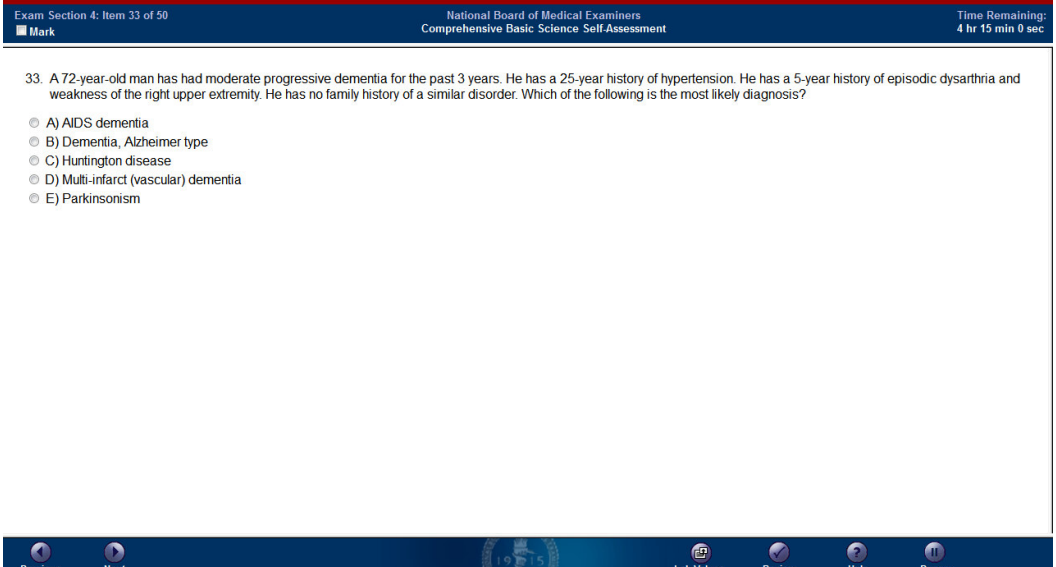 Exam Section 4: Item 33 of 50
National Board of Medical Examiners
Time Remaining:
Mark
Comprehensive Basic Science Self-Assessment
4 hr 15 min 0 sec
33. A 72-year-old man has had moderate progressive dementia for the past 3 years. He has a 25-year history of hypertension. He has a 5-year history of episodic dysarthria and
weakness of the right upper extremity. He has no family history of a similar disorder. Which of the following is the most likely diagnosis?
A) AIDS dementia
B) Dementia, Alzheimer type
C) Huntington disease
D) Multi-infarct (vascular) dementia
E) Parkinsonism
1915